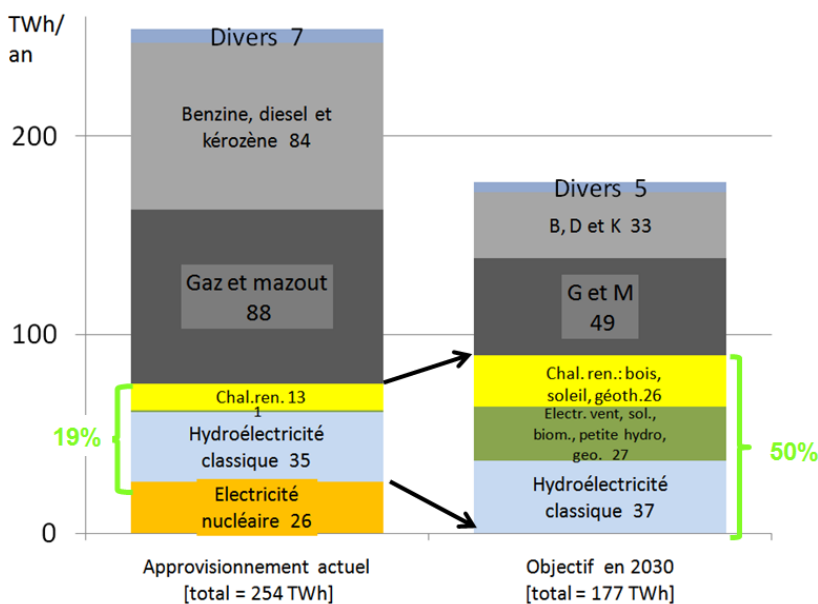 TWh/
an
200
100
0
Divers 7
Benzine, diesel et
kérozène 84
Gaz et mazout
88
Chal.ren. 13
1
Hydroélectricité
classique 35
Electricité
nucléaire 26
19%
Approvisionnement actuel
[total = 254 TWh]
Divers 5
B, D et K 33
G et M
49
Chal. ren.: bois,
soleil, géoth.26
Electr. vent, sol.,
biom., petite hydro,
geo. 27
Hydroélectricité
classique 37
50%
Objectif en 2030
[total = 177 TWh]